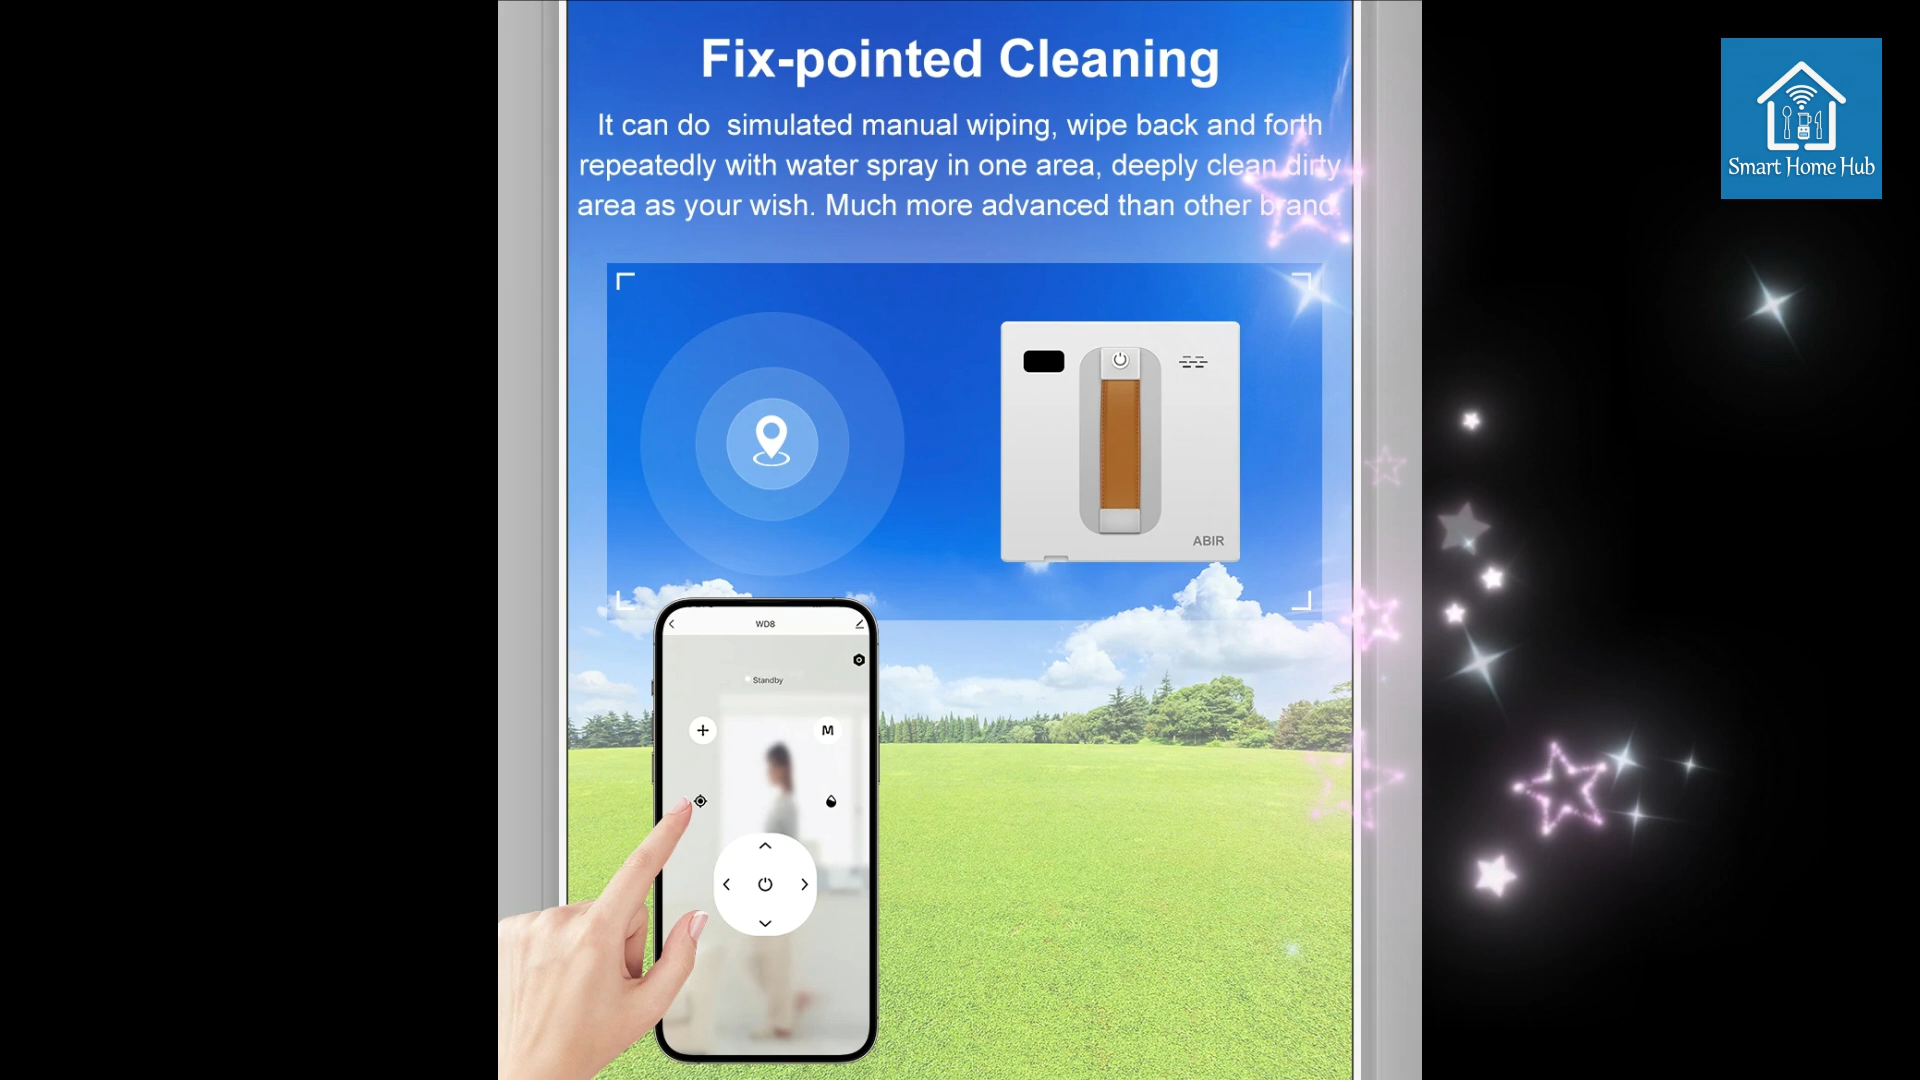 Fix-pointed Cleaning
It can do simulated manual wiping, wipe back and forth
repeatedly with water spray in one area, deeply clean dirty
area as your wish. Much more advanced than other brand.
Smart Home Hub
ABIR
WD8
Standby
M